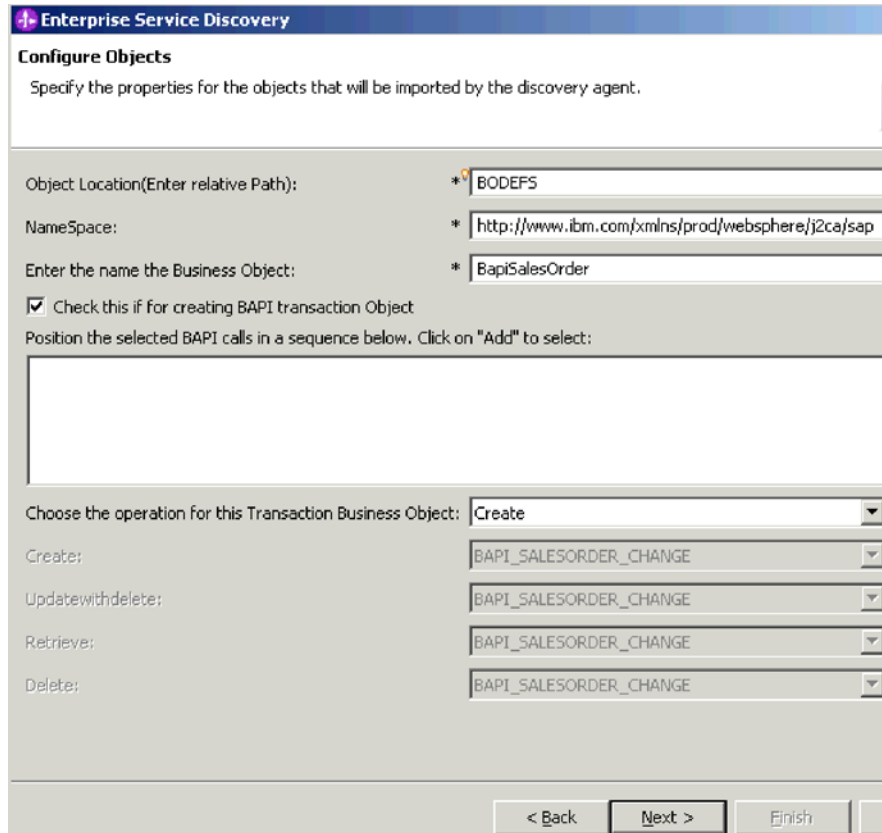 Enterprise Service Discovery
Configure Objects
Specify the properties for the objects that will be imported by the discovery agent.
Object Location(Enter relative Path): * BODEFS
NameSpace: * http://www.ibm.com/xmlns/prod/websphere/j2ca/sap
Enter the name the Business Object: * BapiSalesOrder
Check this if for creating BAPI transaction Object
Position the selected BAPI calls in a sequence below. Click on "Add" to select:
Choose the operation for this Transaction Business Object: Create
Create: BAPI_SALESORDER_CHANGE
Updatewithdelete: BAPI_SALESORDER_CHANGE
Retrieve: BAPI_SALESORDER_CHANGE
Delete: BAPI_SALESORDER_CHANGE
< Back Next > Finish